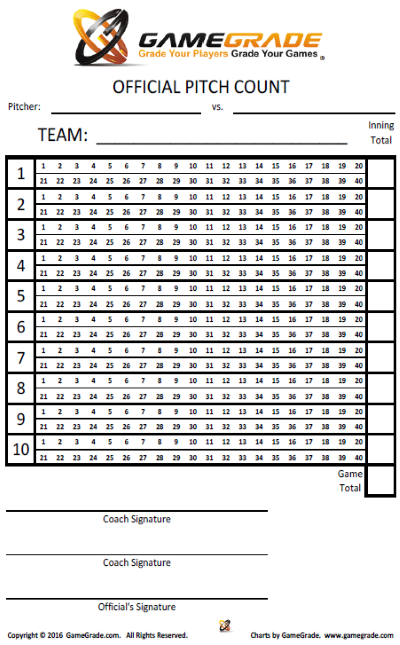 GAMEGRADE
Grade Your Players Grade Your Games ®
OFFICIAL PITCH COUNT
Pitcher: vs.
Inning
TEAM: Total
1 2 3 4 5 6 7 8 9 10 11 12 13 14 15 16 17 18 19 20
1
21 22 23 24 25 26 27 28 29 30 31 32 33 34 35 36 37 38 39 40
1 2 3 4 5 6 7 8 9 10 11 12 13 14 15 16 17 18 19 20
2
21 22 23 24 25 26 27 28 29 30 31 32 33 34 35 36 37 38 39 40
1 2 3 4 5 6 7 8 9 10 11 12 13 14 15 16 17 18 19 20
3
21 22 23 24 25 26 27 28 29 30 31 32 33 34 35 36 37 38 39 40
1 2 3 4 5 6 7 8 9 10 11 12 13 14 15 16 17 18 19 20
4
21 22 23 24 25 26 27 28 29 30 31 32 33 34 35 36 37 38 39 40
1 2 3 4 5 6 7 8 9 10 11 12 13 14 15 16 17 18 19 20
5
21 22 23 24 25 26 27 28 29 30 31 32 33 34 35 36 37 38 39 40
1 2 3 4 5 6 7 8 9 10 11 12 13 14 15 16 17 18 19 20
6
21 22 23 24 25 26 27 28 29 30 31 32 33 34 35 36 37 38 39 40
1 2 3 4 5 6 7 8 9 10 11 12 13 14 15 16 17 18 19 20
7
21 22 23 24 25 26 27 28 29 30 31 32 33 34 35 36 37 38 39 40
1 2 3 4 5 6 7 8 9 10 11 12 13 14 15 16 17 18 19 20
8
21 22 23 24 25 26 27 28 29 30 31 32 33 34 35 36 37 38 39 40
1 2 3 4 5 6 7 8 9 10 11 12 13 14 15 16 17 18 19 20
9
21 22 23 24 25 26 27 28 29 30 31 32 33 34 35 36 37 38 39 40
1 2 3 4 5 6 7 8 9 10 11 12 13 14 15 16 17 18 19 20
10
21 22 23 24 25 26 27 28 29 30 31 32 33 34 35 36 37 38 39 40
Game
Total
Coach Signature
Coach Signature
Official's Signature
Copyright © 2016 GameGrade.com. All Rights Reserved. Charts by GameGrade. www.gamegrade.com